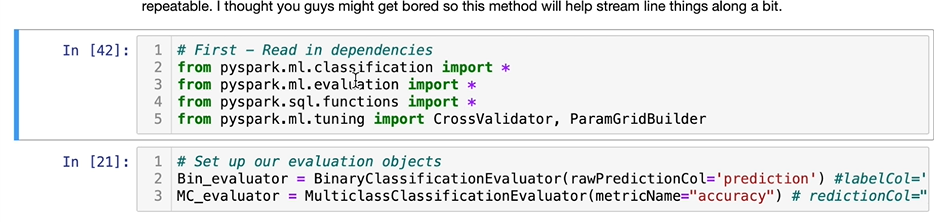 repeatable. I thought you guys might get bored so this method will help stream line things along a bit.
In [42]:
1 # First – Read in dependencies
2 from pyspark.ml.classification import *
3 from pyspark.ml.evaluation import *
4 from pyspark.sql.functions import *
5 from pyspark.ml.tuning import CrossValidator, ParamGridBuilder
In [21]:
1 # Set up our evaluation objects
2 Bin_evaluator = BinaryClassificationEvaluator(rawPredictionCol='prediction') #labelCol='
3 MC_evaluator = MulticlassClassificationEvaluator(metricName="accuracy") # redictionCol="